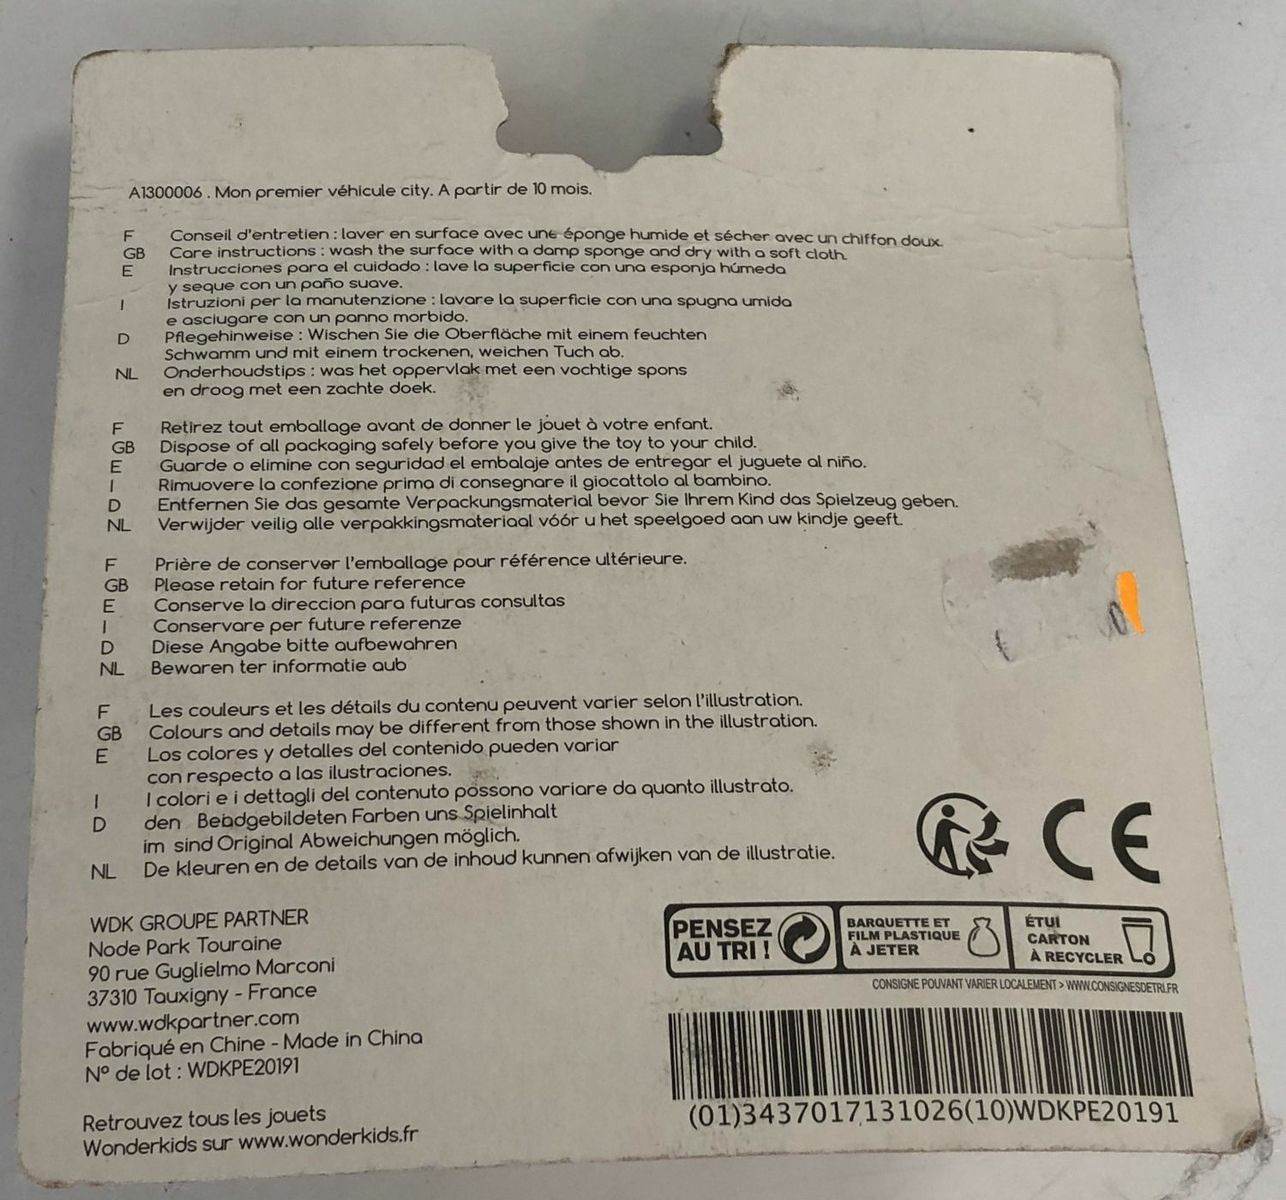 A1300006 . Mon premier véhicule city. A partir de 10 mois.
F Conseil d'entretien : laver en surface avec une éponge humide et sécher avec un chiffon doux.
GB Care instructions : wash the surface with a damp sponge and dry with a soft cloth.
E Instrucciones para el cuidado : lave la superficie con una esponja húmeda
y seque con un paño suave.
I Istruzioni per la manutenzione : lavare la superficie con una spugna umida
e asciugare con un panno morbido.
D Pflegehinweise : Wischen Sie die Oberfläche mit einem feuchten
Schwamm und mit einem trockenen, weichen Tuch ab.
NL Onderhoudstips : was het oppervlak met een vochtige spons
en droog met een zachte doek.
F Retirez tout emballage avant de donner le jouet à votre enfant.
GB Dispose of all packaging safely before you give the toy to your child.
E Guarde o elimine con seguridad el embalaje antes de entregar el juguete al niño.
I Rimuovere la confezione prima di consegnare il giocattolo al bambino.
D Entfernen Sie das gesamte Verpackungsmaterial bevor Sie Ihrem Kind das Spielzeug geben.
NL Verwijder veilig alle verpakkingsmateriaal vóór u het speelgoed aan uw kindje geeft.
F Prière de conserver l'emballage pour référence ultérieure.
GB Please retain for future reference
E Conserve la direccion para futuras consultas
I Conservare per future referenze
D Diese Angabe bitte aufbewahren
NL Bewaren ter informatie aub
F Les couleurs et les détails du contenu peuvent varier selon l'illustration.
GB Colours and details may be different from those shown in the illustration.
E Los colores y detalles del contenido pueden variar
con respecto a las ilustraciones.
I I colori e i dettagli del contenuto possono variare da quanto illustrato.
D den Beadgebildeten Farben uns Spielinhalt
im sind Original Abweichungen möglich.
NL De kleuren en de details van de inhoud kunnen afwijken van de illustratie.
CE
WDK GROUPE PARTNER
Node Park Touraine
90 rue Guglielmo Marconi
37310 Tauxigny - France
www.wdkpartner.com
Fabriqué en Chine - Made in China
N° de lot : WDKPE20191
Retrouvez tous les jouets
Wonderkids sur www.wonderkids.fr
PENSEZ
AU TRI !
BARQUETTE ET
FILM PLASTIQUE
À JETER
ÉTUI
CARTON
À RECYCLER
CONSIGNE POUVANT VARIER LOCALEMENT > WWW.CONSIGNESDETRI.FR
(01)3437017131026(10)WDKPE20191